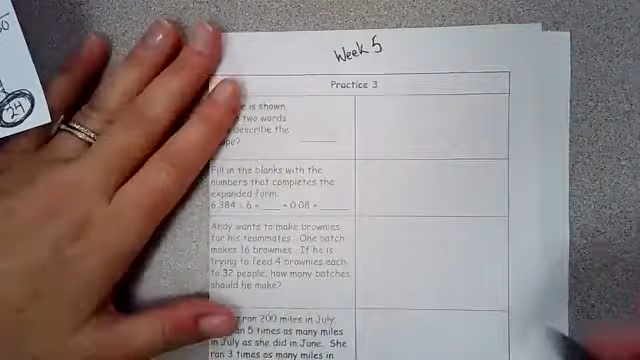 Week 5
Practice 3
is shown
two words
describe the
Fill in the blanks with the
numbers that completes the
expanded form:
6.384 = 6 + ____ + 0.08 + ____
Andy wants to make brownies
for his teammates. One batch
makes 16 brownies. If he is
trying to feed 4 brownies each
to 32 people, how many batches
should he make?
ran 200 miles in July
5 times as many miles
in July as she did in June. She
ran 3 times as many miles in
24